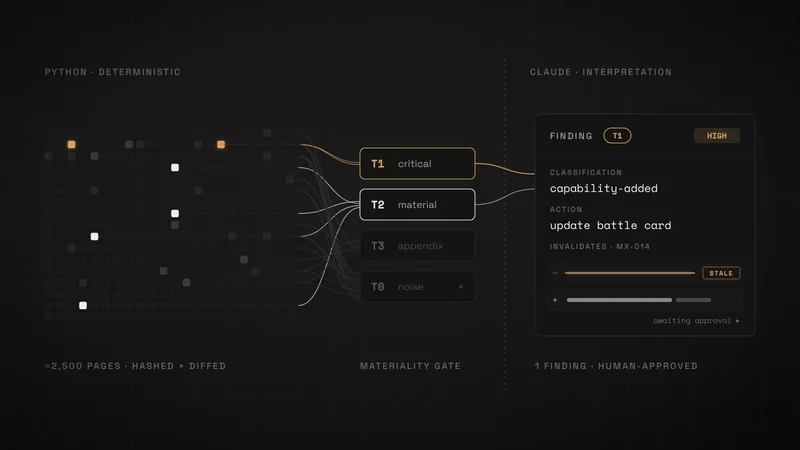 PYTHON · DETERMINISTIC
CLAUDE · INTERPRETATION
T1 critical
T2 material
T3 appendix
T0 noise ×
FINDING T1 HIGH
CLASSIFICATION
capability-added
ACTION
update battle card
INVALIDATES · MX-014
− STALE
+
awaiting approval ▸
≈2,500 PAGES · HASHED + DIFFED
MATERIALITY GATE
1 FINDING · HUMAN-APPROVED